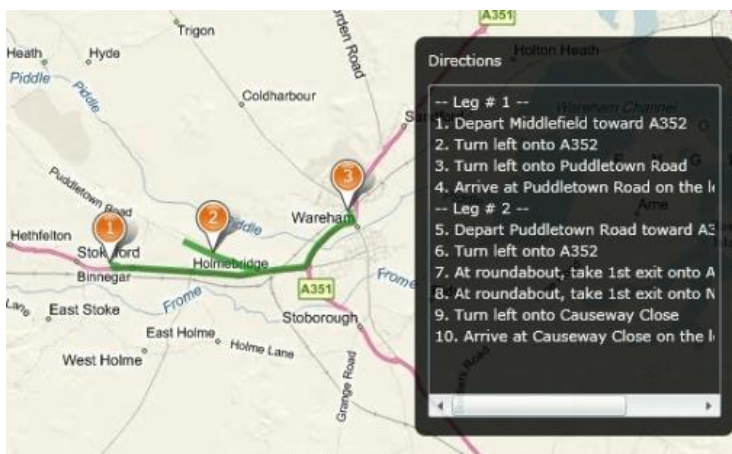 A351
Trigon
Heath
Hyde
Piddle
Piddle
Coldharbour
Puddletown Road
Piddle
Wareham
Hethfelton
Binnegar
Holmebridge
A351
Frome
Frome
East Stoke
Stoborough
East Holme
Holme Lane
West Holme
Grange Road
1
2
3
Directions
Holton Heath
Wareham Channel
Arne
-- Leg # 1 --
1. Depart Middlefield toward A352
2. Turn left onto A352
3. Turn left onto Puddletown Road
4. Arrive at Puddletown Road on the l
-- Leg # 2 --
5. Depart Puddletown Road toward A3
6. Turn left onto A352
7. At roundabout, take 1st exit onto A
8. At roundabout, take 1st exit onto N
9. Turn left onto Causeway Close
10. Arrive at Causeway Close on the l